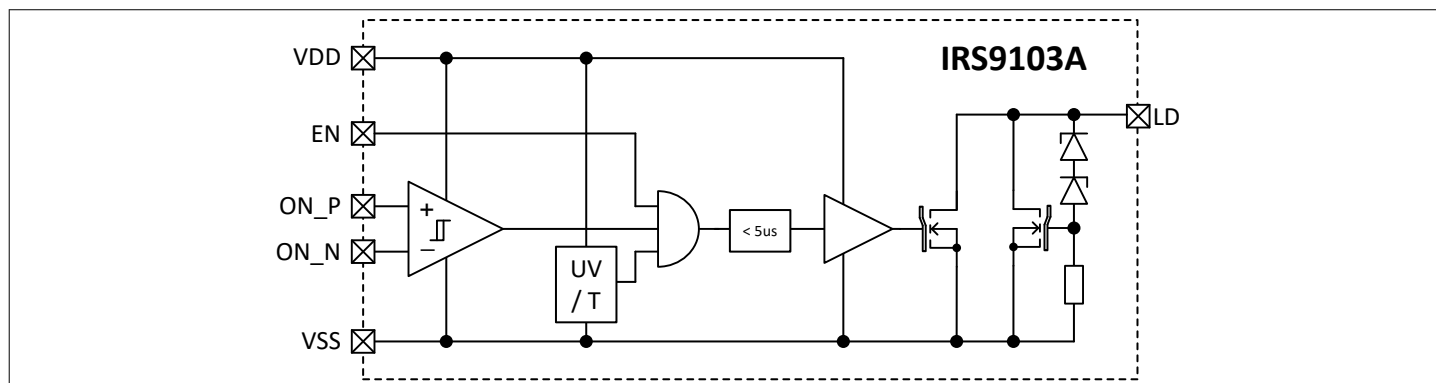 IRS9103A
VDD
LD
EN
ON_P
+
ON_N
−
< 5us
UV
/ T
VSS